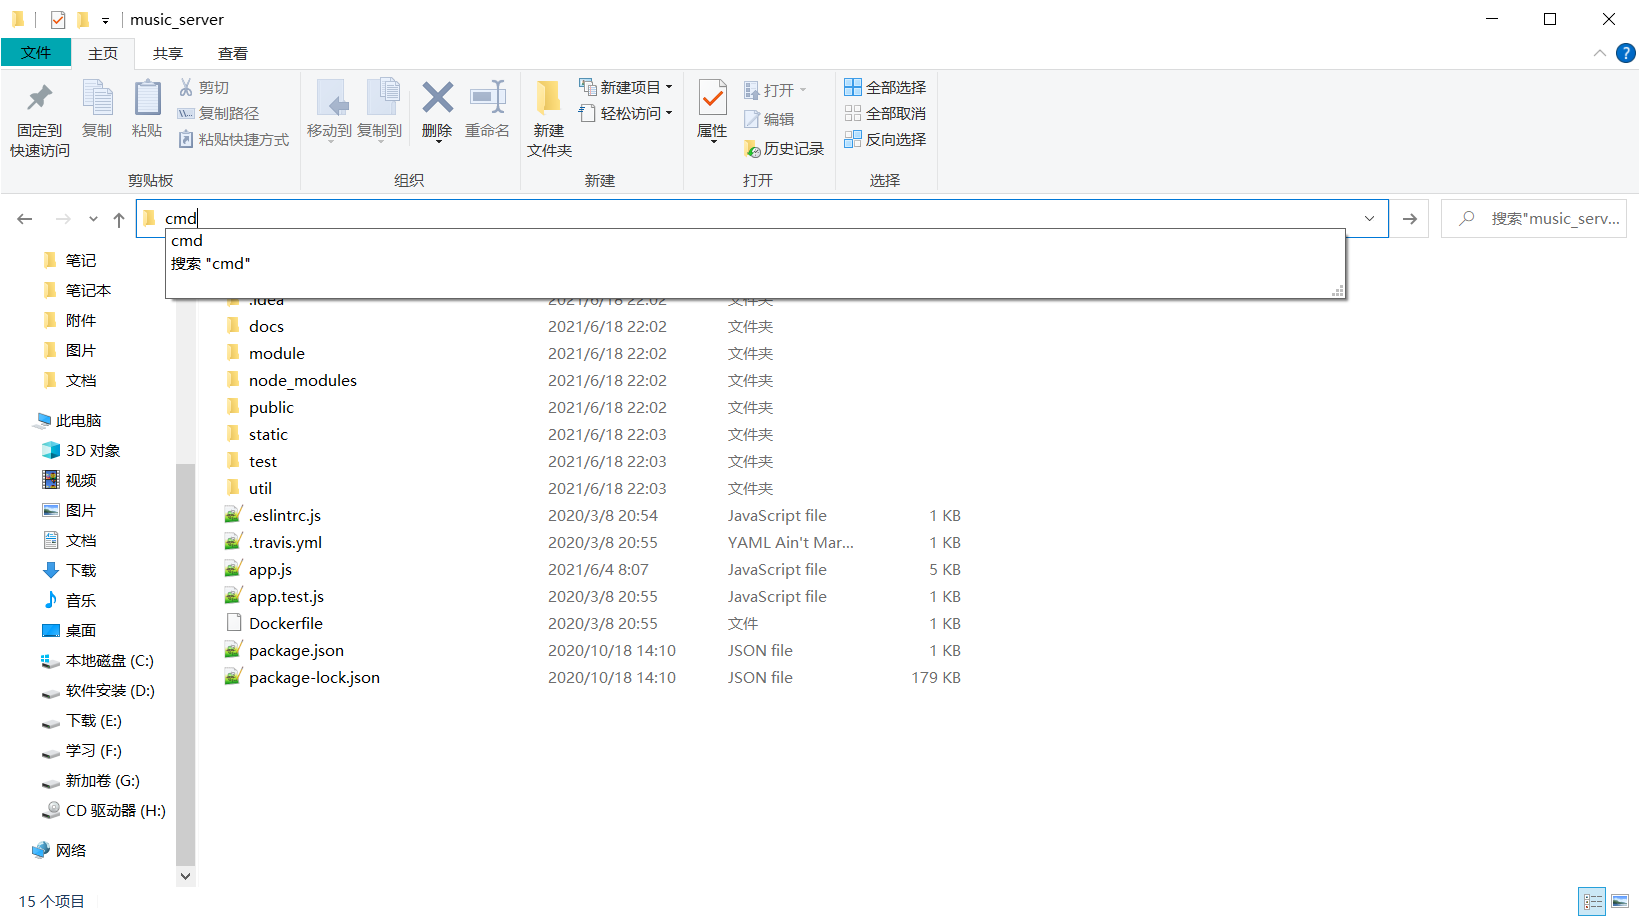 music_server
文件 主页 共享 查看
固定到 快速访问
复制
粘贴
剪切
复制路径
粘贴快捷方式
移动到 复制到
删除 重命名
新建 文件夹
新建项目
轻松访问
属性
打开
编辑
历史记录
全部选择
全部取消
反向选择
剪贴板 组织 新建 打开 选择
cmd
搜索"music_serv...
cmd
搜索 "cmd"
笔记
笔记本
附件
图片
文档
此电脑
3D 对象
视频
图片
文档
下载
音乐
桌面
本地磁盘 (C:)
软件安装 (D:)
下载 (E:)
学习 (F:)
新加卷 (G:)
CD 驱动器 (H:)
网络
.idea 2021/6/18 22:02 文件夹
docs 2021/6/18 22:02 文件夹
module 2021/6/18 22:02 文件夹
node_modules 2021/6/18 22:02 文件夹
public 2021/6/18 22:02 文件夹
static 2021/6/18 22:03 文件夹
test 2021/6/18 22:03 文件夹
util 2021/6/18 22:03 文件夹
.eslintrc.js 2020/3/8 20:54 JavaScript file 1 KB
.travis.yml 2020/3/8 20:55 YAML Ain't Mar... 1 KB
app.js 2021/6/4 8:07 JavaScript file 5 KB
app.test.js 2020/3/8 20:55 JavaScript file 1 KB
Dockerfile 2020/3/8 20:55 文件 1 KB
package.json 2020/10/18 14:10 JSON file 1 KB
package-lock.json 2020/10/18 14:10 JSON file 179 KB
15 个项目